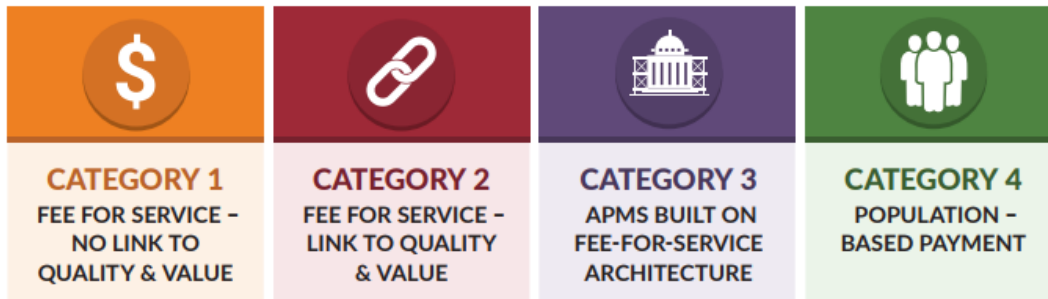 $
CATEGORY 1
FEE FOR SERVICE –
NO LINK TO
QUALITY & VALUE
CATEGORY 2
FEE FOR SERVICE –
LINK TO QUALITY
& VALUE
CATEGORY 3
APMS BUILT ON
FEE-FOR-SERVICE
ARCHITECTURE
CATEGORY 4
POPULATION –
BASED PAYMENT